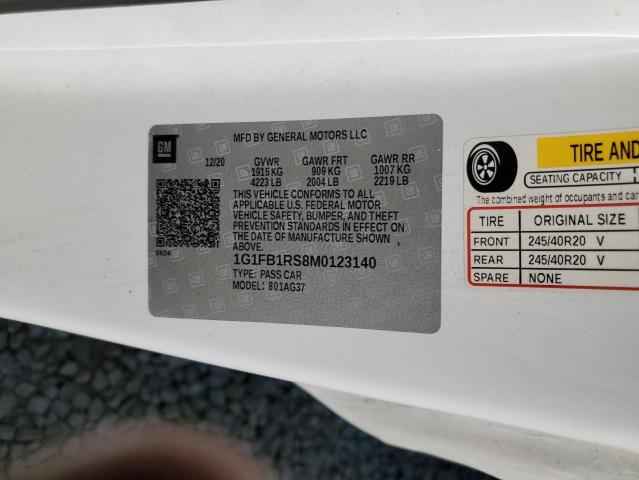 GM
MFD BY GENERAL MOTORS LLC
12/20 GVWR GAWR FRT GAWR RR
1915 KG 909 KG 1007 KG
4223 LB 2004 LB 2219 LB
THIS VEHICLE CONFORMS TO ALL
APPLICABLE U.S. FEDERAL MOTOR
VEHICLE SAFETY, BUMPER, AND THEFT
PREVENTION STANDARDS IN EFFECT ON
THE DATE OF MANUFACTURE SHOWN
ABOVE.
0624
1G1FB1RS8M0123140
TYPE: PASS CAR
MODEL: 801AG37
TIRE AND
SEATING CAPACITY
The combined weight of occupants and
TIRE ORIGINAL SIZE
FRONT 245/40R20 V
REAR 245/40R20 V
SPARE NONE